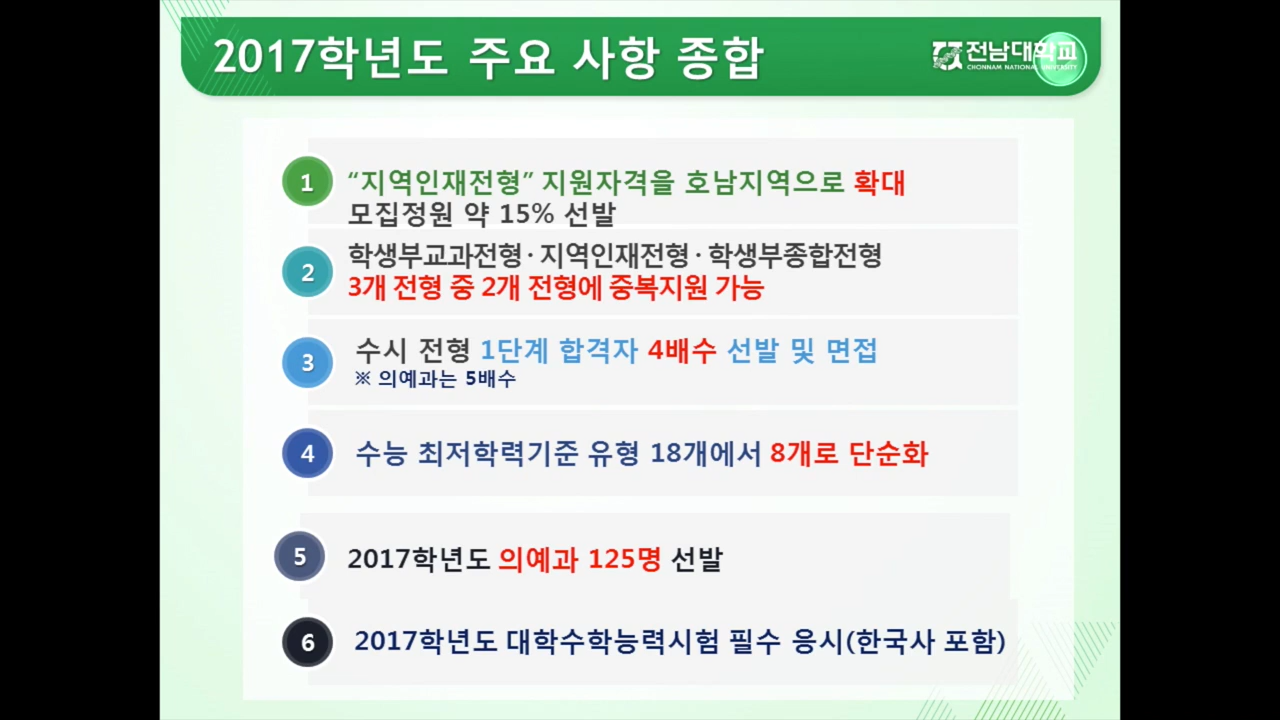 2017학년도 주요 사항 종합
전남대학교
CHONNAM NATIONAL UNIVERSITY
1
“지역인재전형” 지원자격을 호남지역으로 확대
모집정원 약 15% 선발
2
학생부교과전형·지역인재전형·학생부종합전형
3개 전형 중 2개 전형에 중복지원 가능
3
수시 전형 1단계 합격자 4배수 선발 및 면접
※ 의예과는 5배수
4
수능 최저학력기준 유형 18개에서 8개로 단순화
5
2017학년도 의예과 125명 선발
6
2017학년도 대학수학능력시험 필수 응시(한국사 포함)